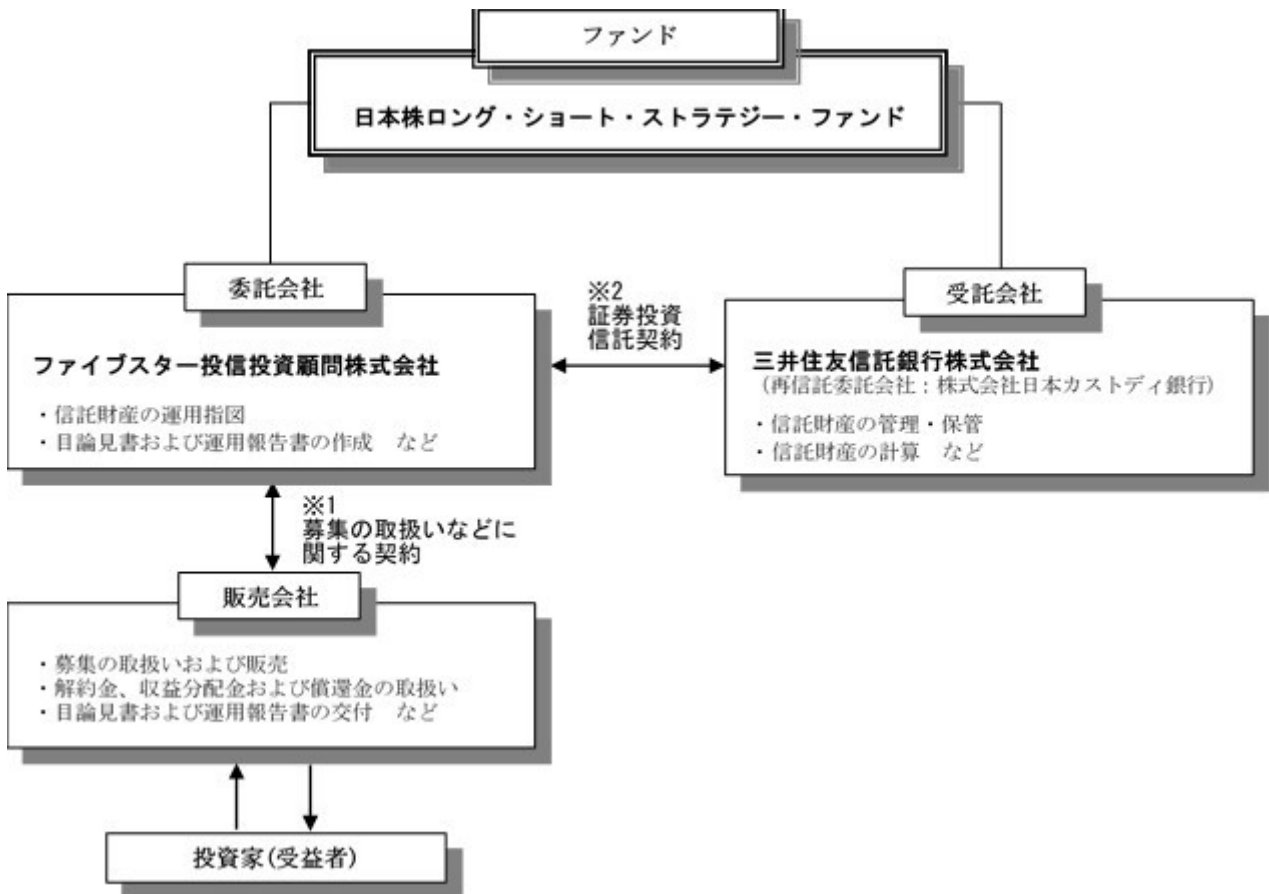 ファンド
日本株ロング・ショート・ストラテジー・ファンド
委託会社
ファイブスター投信投資顧問株式会社
・信託財産の運用指図
・目論見書および運用報告書の作成　など
※2
証券投資
信託契約
受託会社
三井住友信託銀行株式会社
（再信託委託会社：株式会社日本カストディ銀行）
・信託財産の管理・保管
・信託財産の計算　など
※1
募集の取扱いなどに
関する契約
販売会社
・募集の取扱いおよび販売
・解約金、収益分配金および償還金の取扱い
・目論見書および運用報告書の交付　など
投資家(受益者)